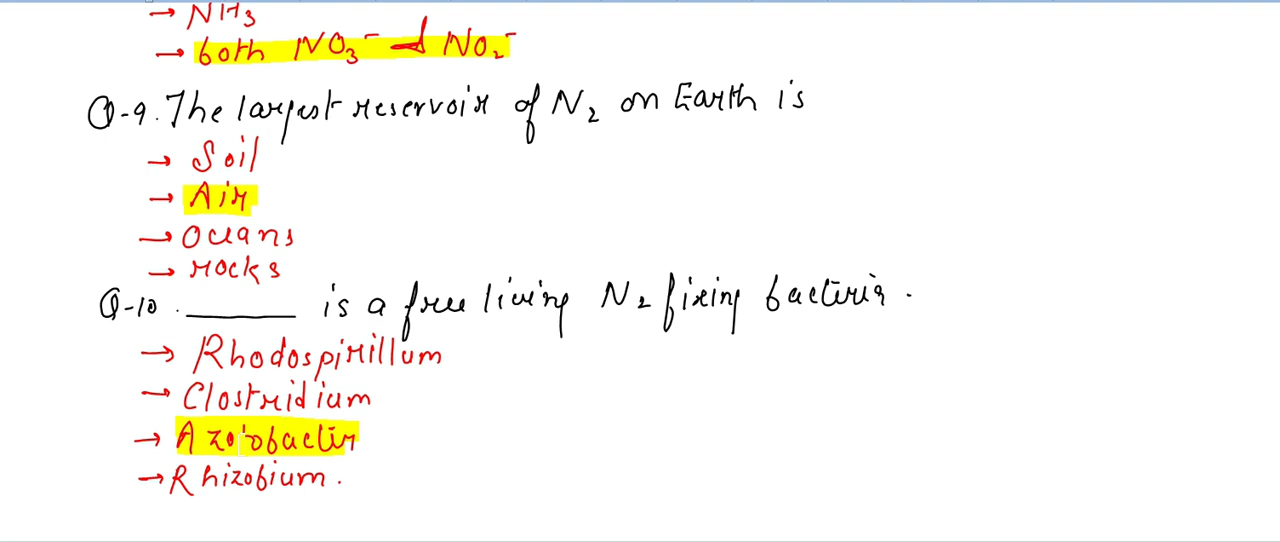 → NH3
→ both NO3⁻ d NO2⁻
Q-9. The largest reservoir of N2 on Earth is
→ Soil
→ Air
→ Oceans
→ rocks
Q-10. ______ is a free living N2 fixing bacteria.
→ Rhodospirillum
→ Clostridium
→ Azotobacter
→ Rhizobium.